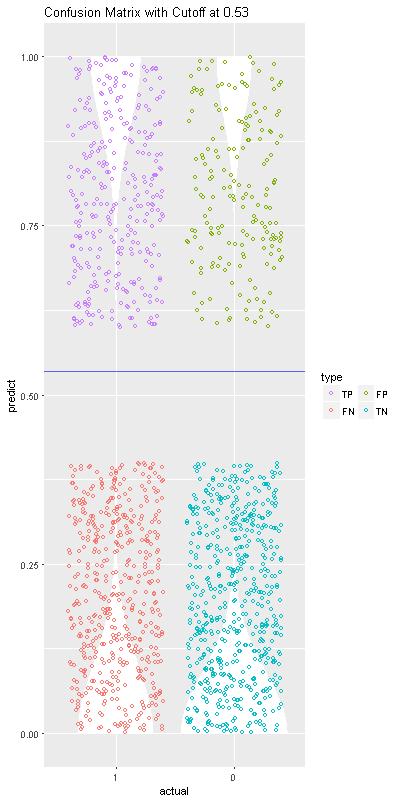 Confusion Matrix with Cutoff at 0.53
1.00
0.75
0.50
0.25
0.00
predict
1 0
actual
type
TP FP
FN TN